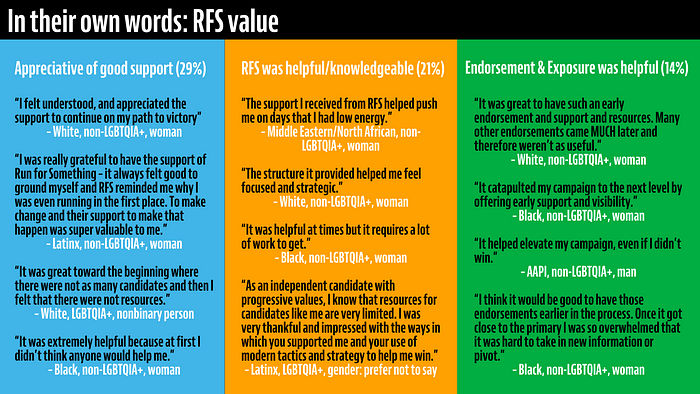 In their own words: RFS value
Appreciative of good support (29%)
"I felt understood, and appreciated the
support to continue on my path to victory"
- White, non-LGBTQIA+, woman
"I was really grateful to have the support of
Run for Something - it always felt good to
ground myself and RFS reminded me why I
was even running in the first place. To make
change and their support to make that
happen was super valuable to me."
- Latinx, non-LGBTQIA+, woman
"It was great toward the beginning where
there were not as many candidates and then I
felt that there were not resources."
- White, LGBTQIA+, nonbinary person
"It was extremely helpful because at first I
didn't think anyone would help me."
- Black, non-LGBTQIA+, woman
RFS was helpful/knowledgeable (21%)
"The support I received from RFS helped push
me on days that I had low energy."
- Middle Eastern/North African, non-
LGBTQIA+, woman
"The structure it provided helped me feel
focused and strategic."
- White, non-LGBTQIA+, woman
"It was helpful at times but it requires a lot
of work to get."
- Black, non-LGBTQIA+, woman
"As an independent candidate with
progressive values, I know that resources for
candidates like me are very limited. I was
very thankful and impressed with the ways in
which you supported me and your use of
modern tactics and strategy to help me win."
- Latinx, LGBTQIA+, gender: prefer not to say
Endorsement & Exposure was helpful (14%)
"It was great to have such an early
endorsement and support and resources. Many
other endorsements came MUCH later and
therefore weren't as useful."
- White, non-LGBTQIA+, woman
"It catapulted my campaign to the next level by
offering early support and visibility."
- Black, non-LGBTQIA+, woman
"It helped elevate my campaign, even if I didn't
win."
- AAPI, non-LGBTQIA+, man
"I think it would be good to have those
endorsements earlier in the process. Once it got
close to the primary I was so overwhelmed that
it was hard to take in new information or
pivot."
- Black, non-LGBTQIA+, woman